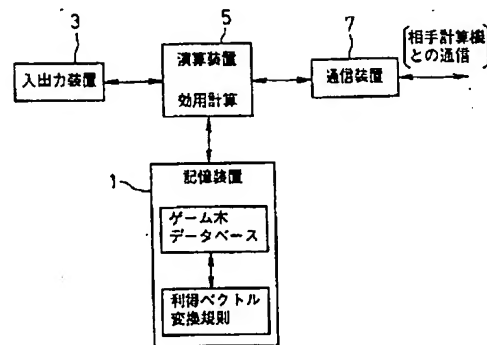 3
入出力装置
5
演算装置
効用計算
7
通信装置
相手計算機
との通信
1
記憶装置
ゲーム木
データベース
利得ベクトル
変換規則